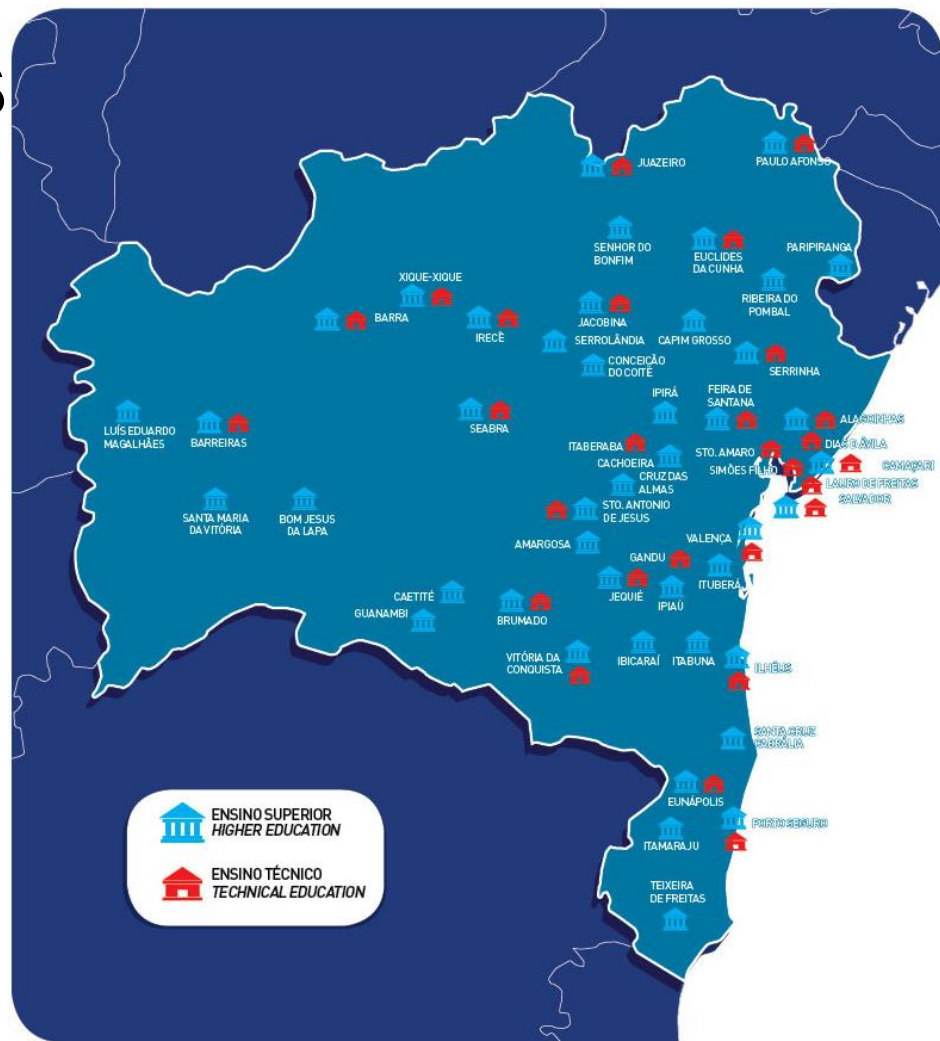 S
JUAZEIRO
PAULO AFONSO
SENHOR DO
BONFIM
EUCLIDES
DA CUNHA
PARIPIRANGA
RIBEIRA DO
POMBAL
XIQUE-XIQUE
BARRA
IRECÊ
JACOBINA
SERROLÂNDIA
CAPIM GROSSO
CONCEIÇÃO
DO COITÉ
SERRINHA
LUÍS EDUARDO
MAGALHÃES
BARREIRAS
SEABRA
IPIRÁ
FEIRA DE
SANTANA
ALAGOINHAS
ITABERABA
CACHOEIRA
STO. AMARO
DIAS D'ÁVILA
SIMÕES FILHO
CAMAÇARI
CRUZ DAS
ALMAS
LAURO DE FREITAS
SALVADOR
SANTA MARIA
DA VITÓRIA
BOM JESUS
DA LAPA
STO. ANTONIO
DE JESUS
AMARGOSA
VALENÇA
GANDU
ITUBERÁ
JEQUIÉ
IPIAÚ
CAETITÉ
GUANAMBI
BRUMADO
VITÓRIA DA
CONQUISTA
IBICARAÍ
ITABUNA
ILHÉUS
SANTA CRUZ
CABRÁLIA
EUNÁPOLIS
PORTO SEGURO
ITAMARAJU
TEIXEIRA
DE FREITAS
ENSINO SUPERIOR
HIGHER EDUCATION
ENSINO TÉCNICO
TECHNICAL EDUCATION